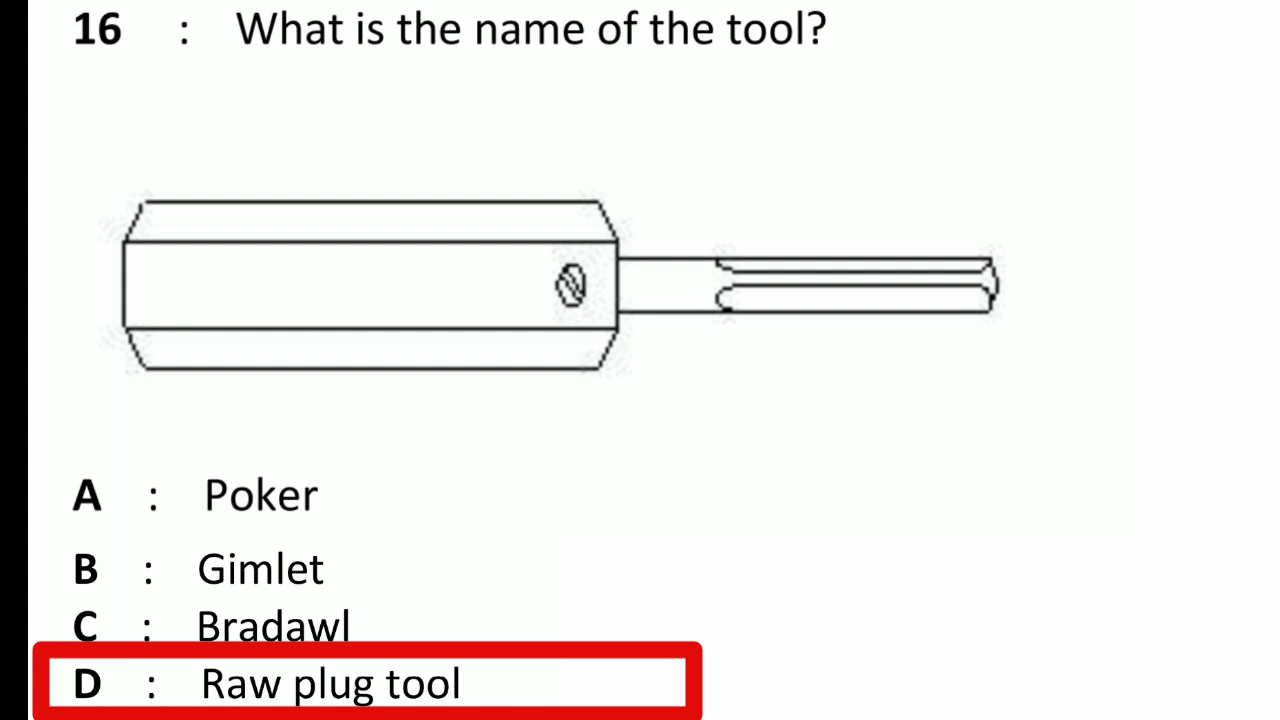 16 : What is the name of the tool?
A : Poker
B : Gimlet
C : Bradawl
D : Raw plug tool